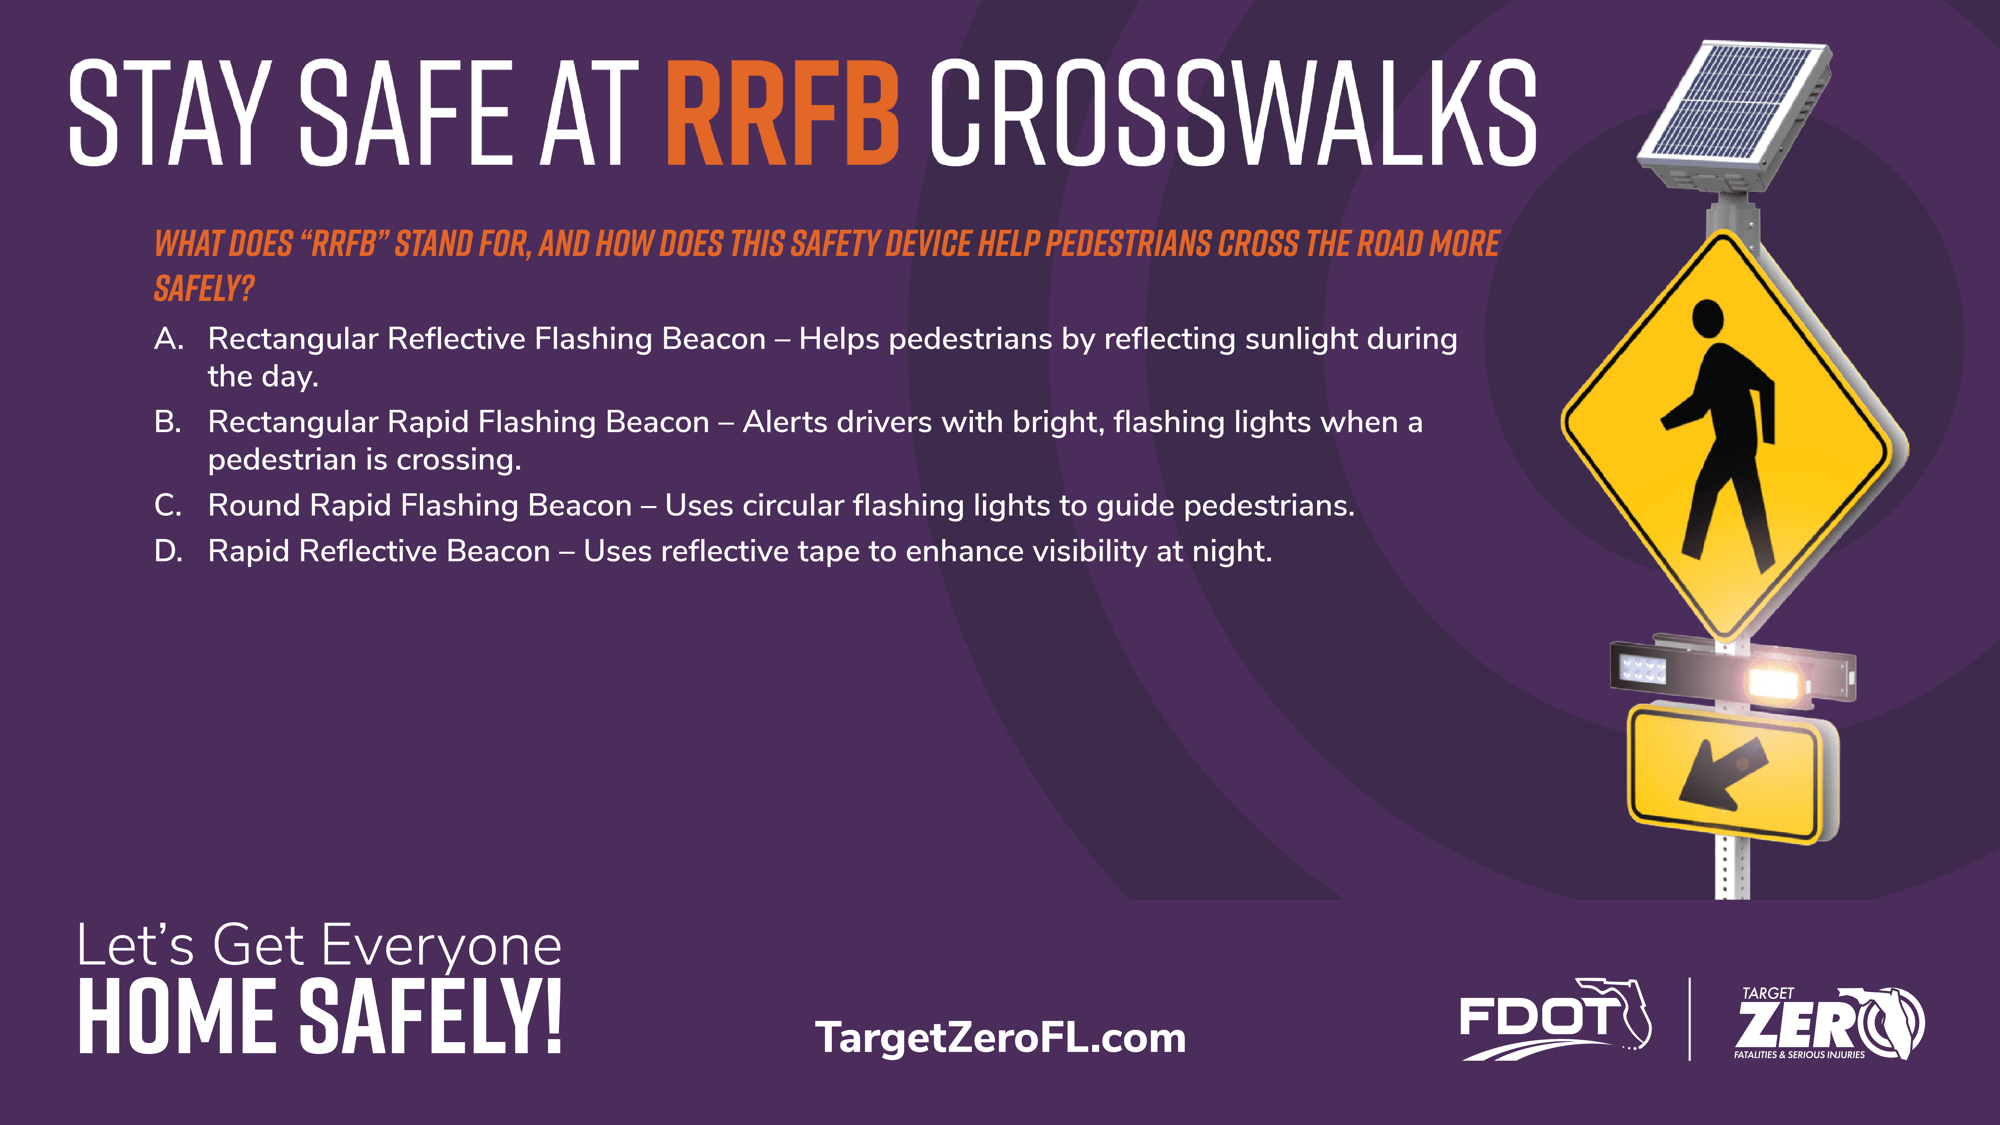 STAY SAFE AT RRFB CROSSWALKS
WHAT DOES “RRFB” STAND FOR, AND HOW DOES THIS SAFETY DEVICE HELP PEDESTRIANS CROSS THE ROAD MORE
SAFELY?
A. Rectangular Reflective Flashing Beacon – Helps pedestrians by reflecting sunlight during
the day.
B. Rectangular Rapid Flashing Beacon – Alerts drivers with bright, flashing lights when a
pedestrian is crossing.
C. Round Rapid Flashing Beacon – Uses circular flashing lights to guide pedestrians.
D. Rapid Reflective Beacon – Uses reflective tape to enhance visibility at night.
Let’s Get Everyone
HOME SAFELY!
TargetZeroFL.com
FDOT
TARGET
ZERO
FATALITIES & SERIOUS INJURIES